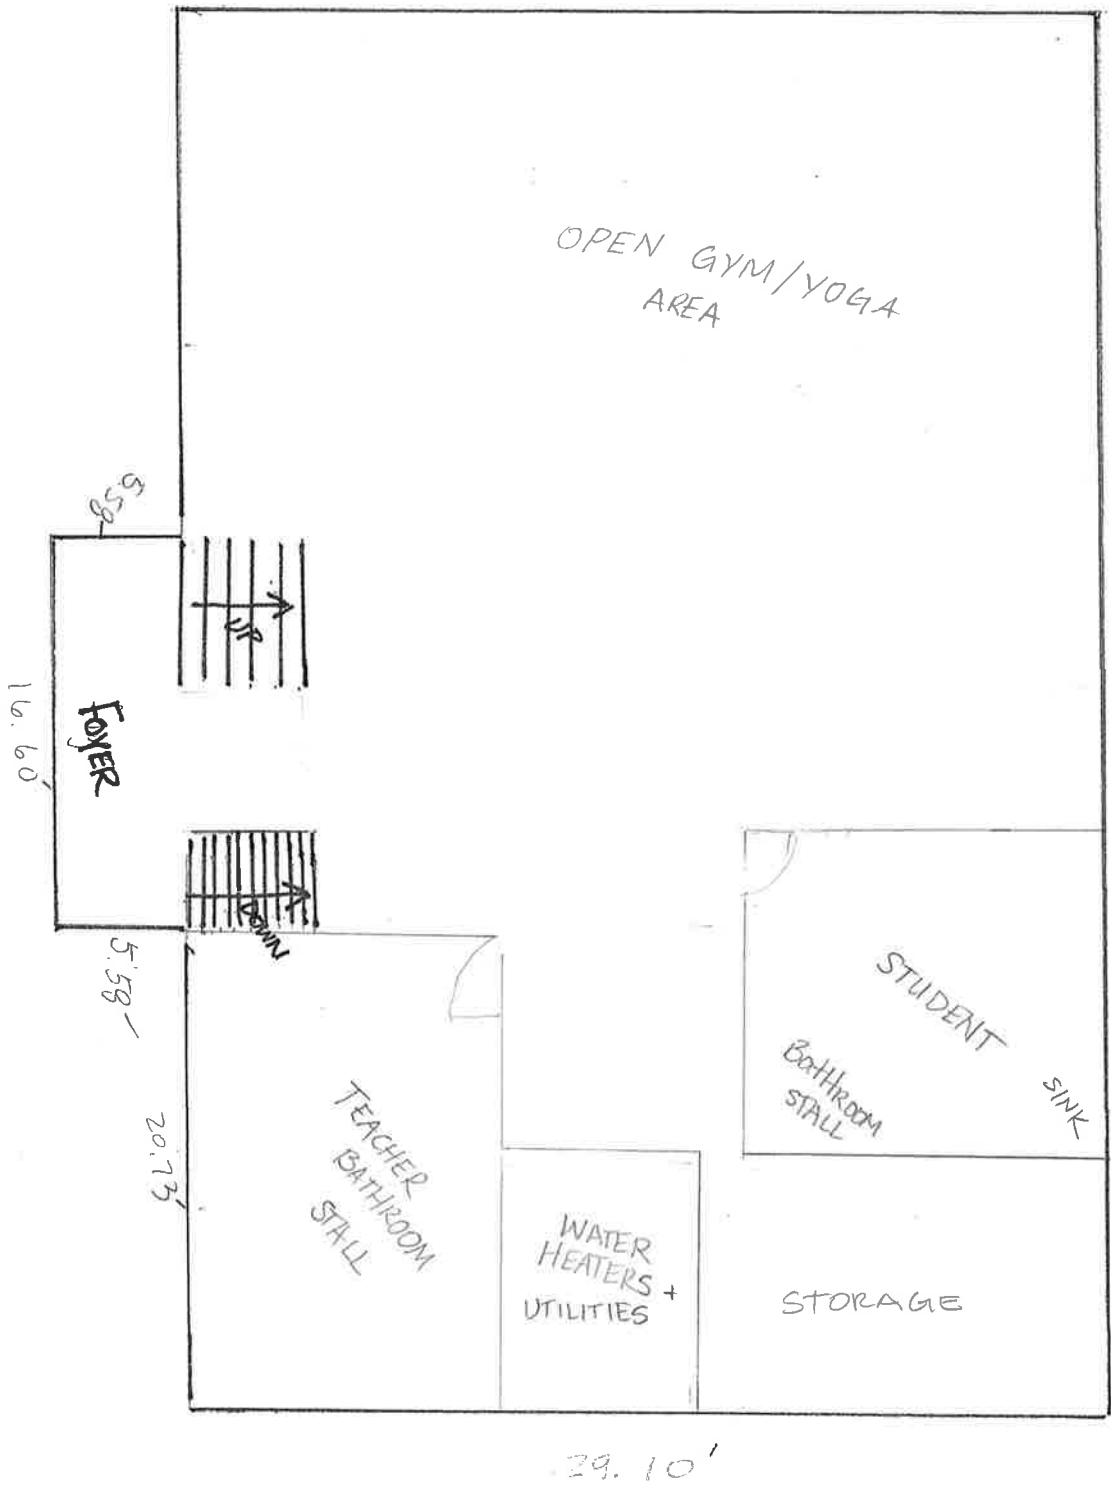 OPEN GYM/YOGA
AREA
5.58'
UP
FOYER
16.60'
DOWN
5.58'
20.73'
STUDENT
BATHROOM
STALL
SINK
TEACHER
BATHROOM
STALL
WATER
HEATERS +
UTILITIES
STORAGE
29.10'